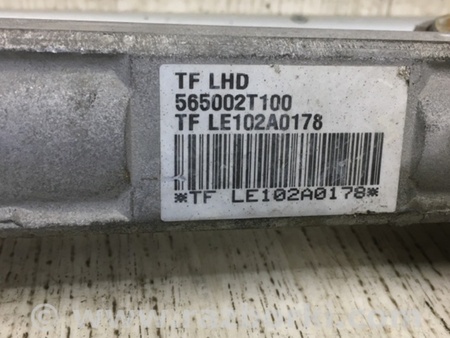 TF LHD
565002T100
TF LE102A0178
*TF LE102A0178*